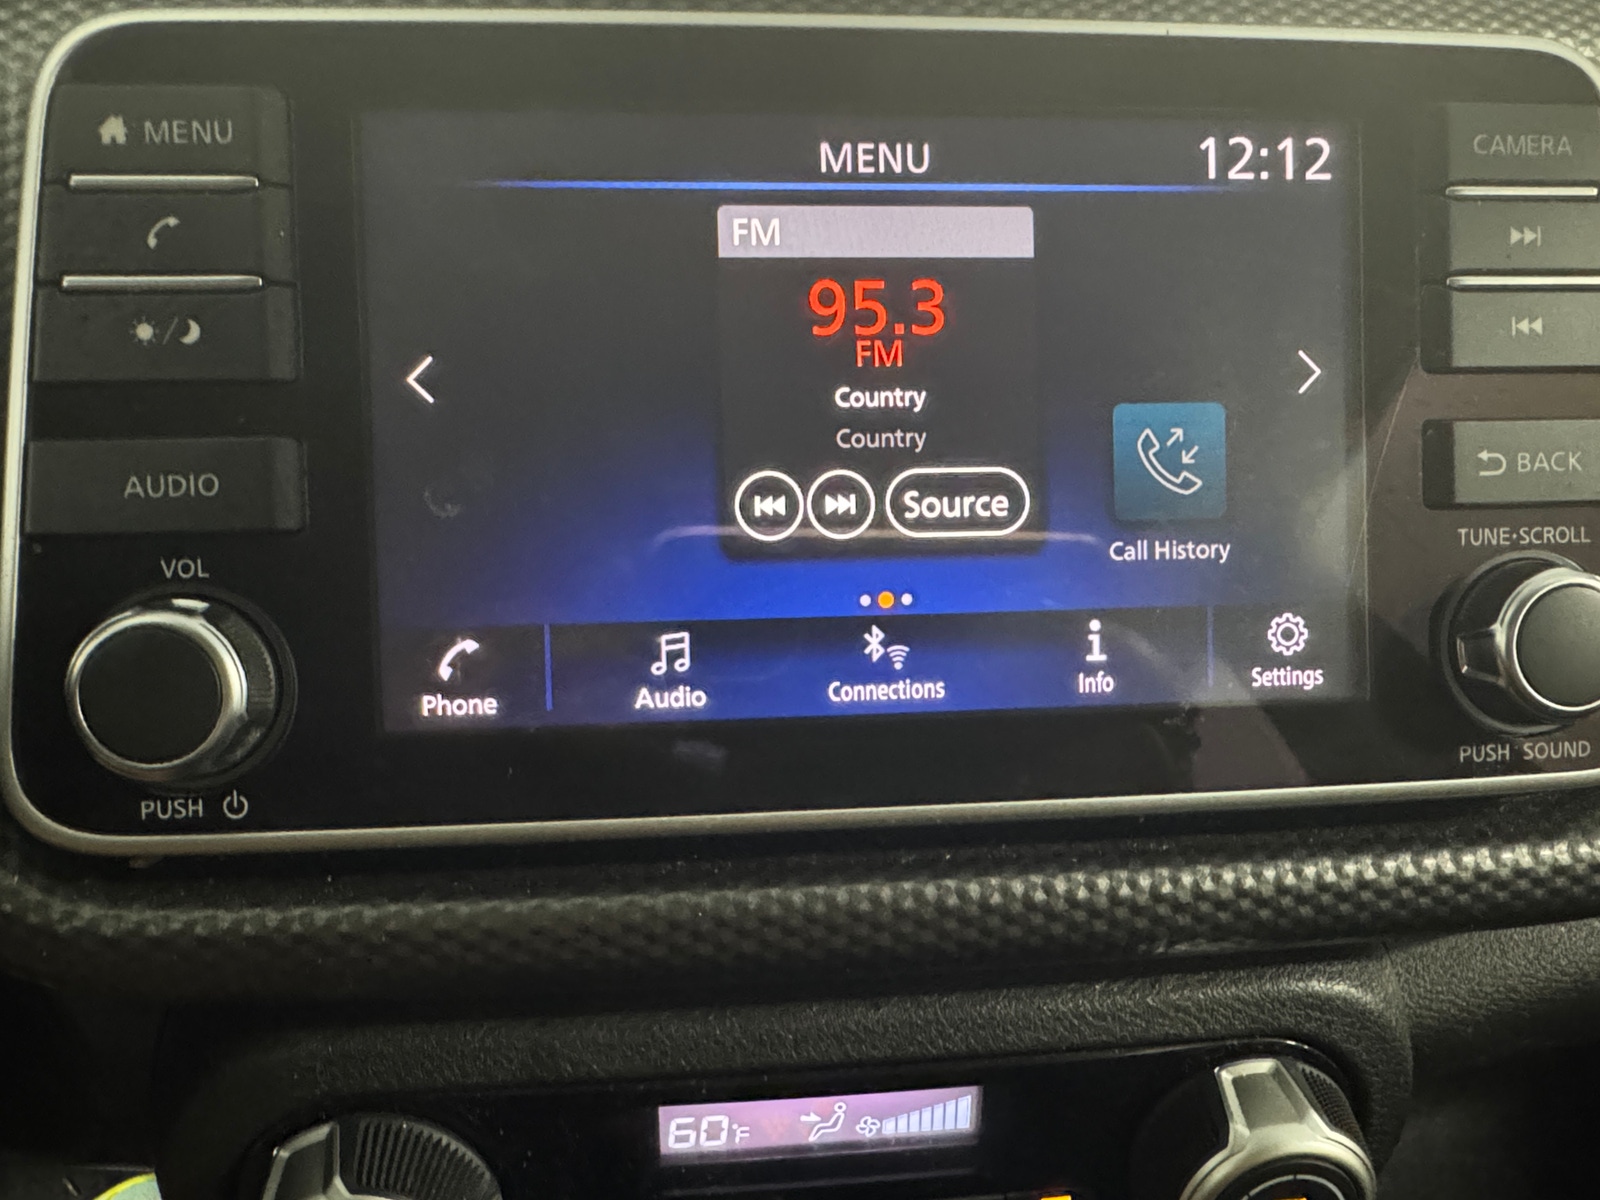 MENU
AUDIO
VOL
PUSH
MENU
12:12
FM
95.3
FM
Country
Country
Source
Call History
Phone
Audio
Connections
Info
Settings
CAMERA
BACK
TUNE·SCROLL
PUSH SOUND
60°F